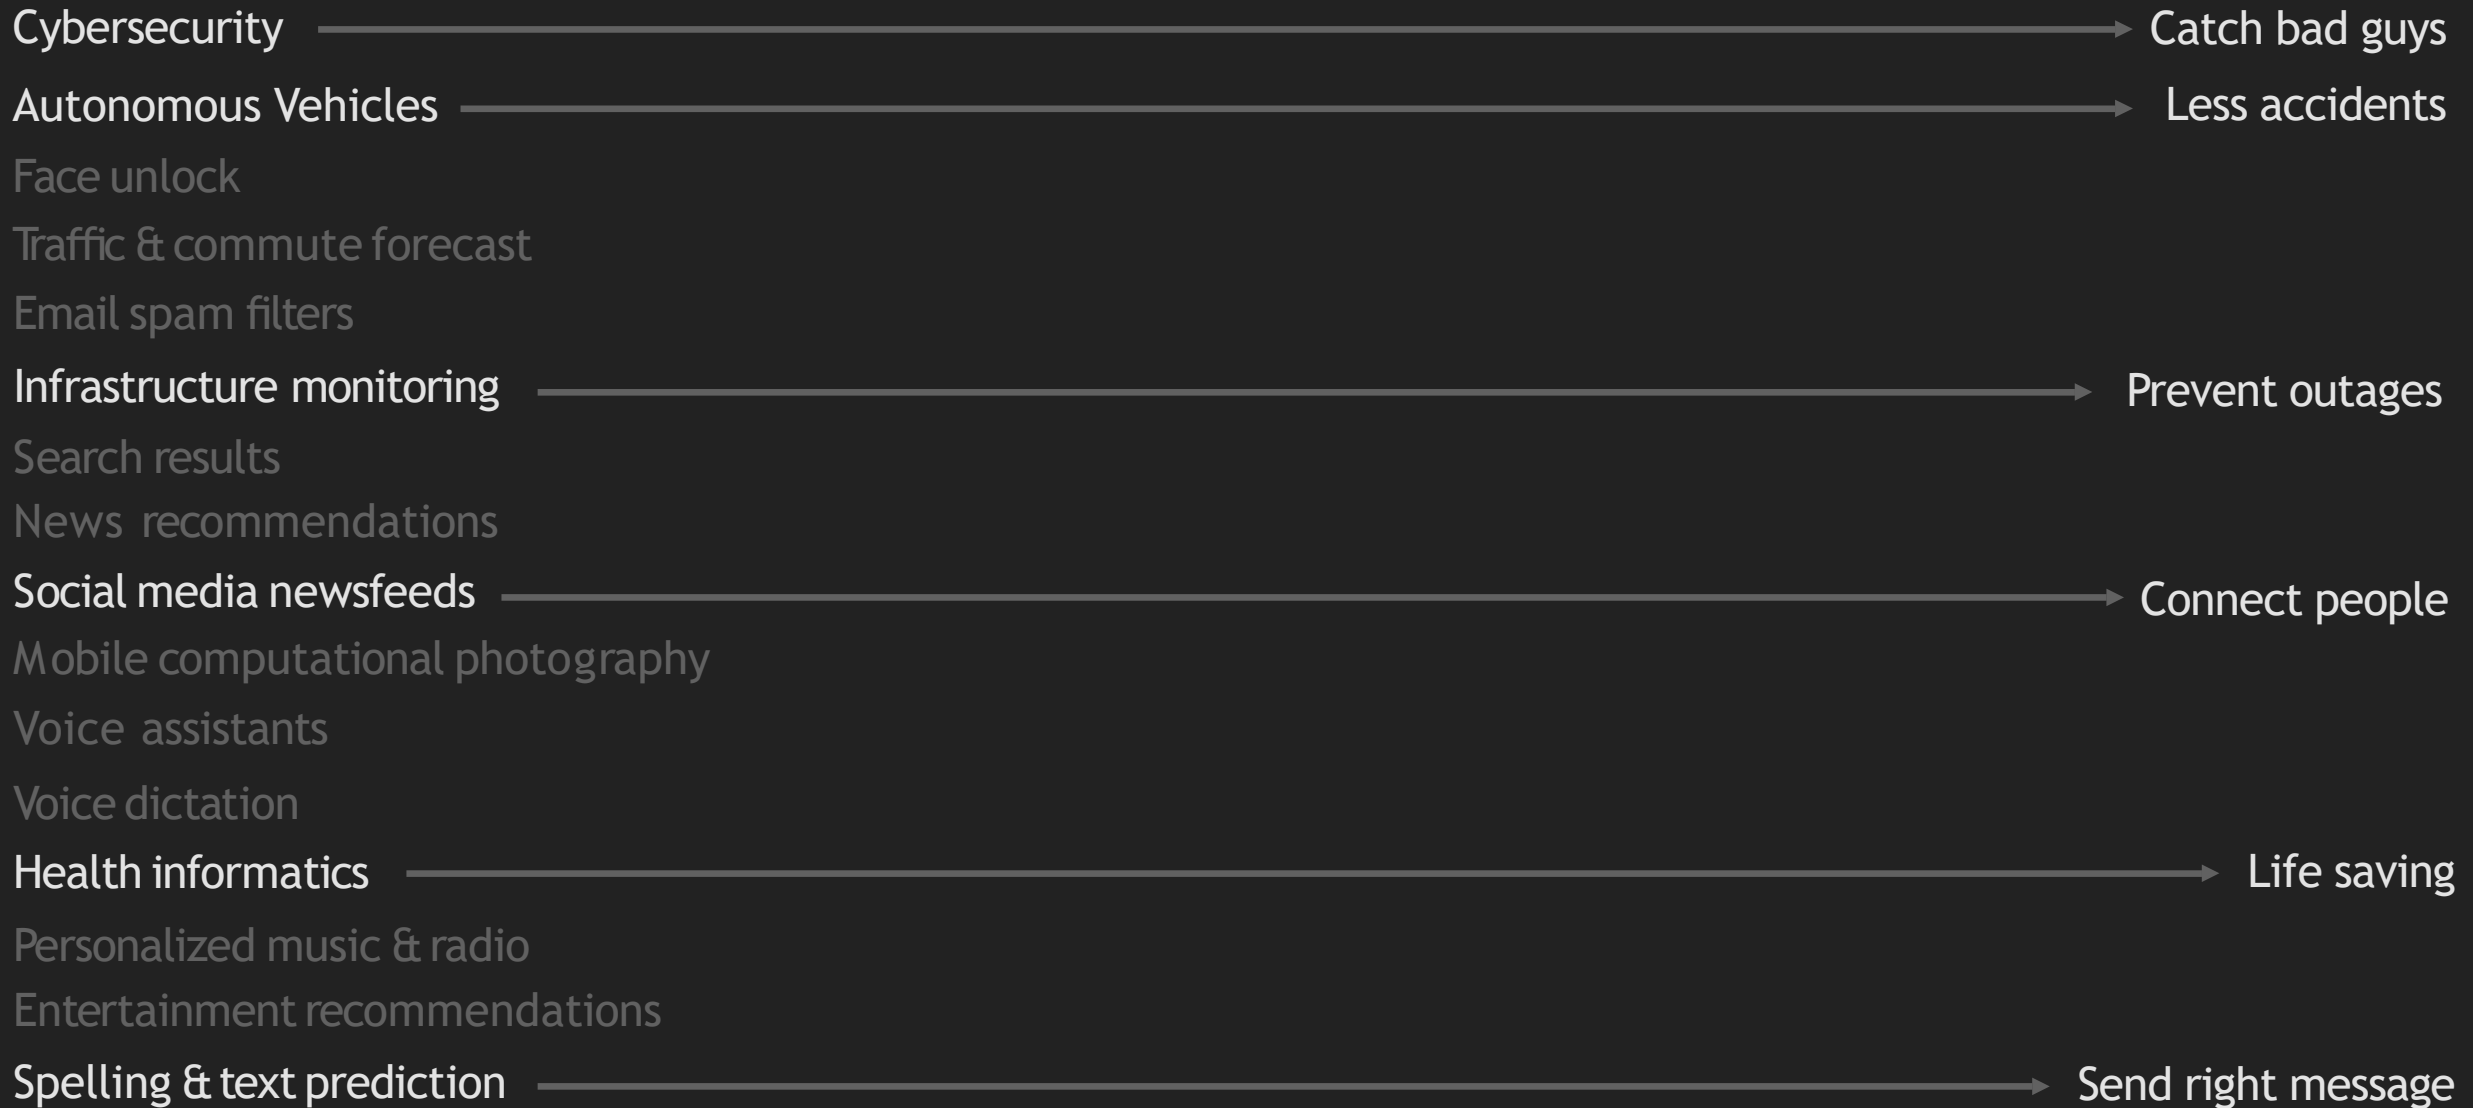 Cybersecurity Catch bad guys
Autonomous Vehicles Less accidents
Face unlock
Traffic & commute forecast
Email spam filters
Infrastructure monitoring Prevent outages
Search results
News recommendations
Social media newsfeeds Connect people
Mobile computational photography
Voice assistants
Voice dictation
Health informatics Life saving
Personalized music & radio
Entertainment recommendations
Spelling & text prediction Send right message